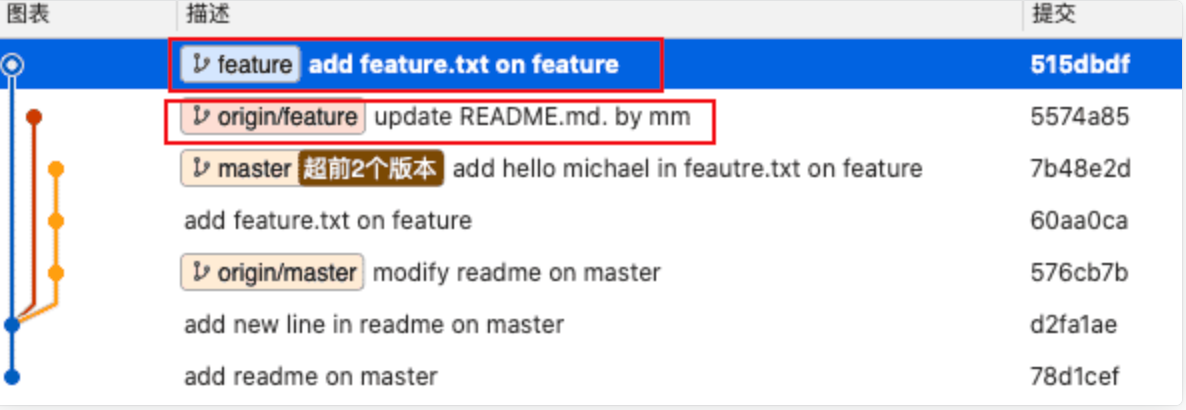 图表 描述 提交
feature add feature.txt on feature 515dbdf
origin/feature update README.md. by mm 5574a85
master 超前2个版本 add hello michael in feautre.txt on feature 7b48e2d
add feature.txt on feature 60aa0ca
origin/master modify readme on master 576cb7b
add new line in readme on master d2fa1ae
add readme on master 78d1cef